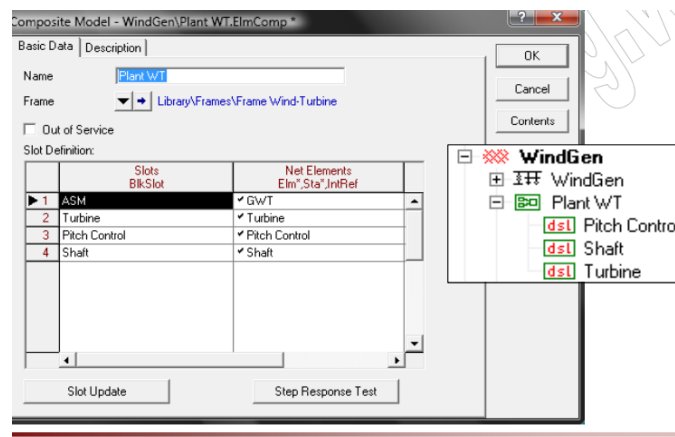 Composite Model - WindGen\Plant WT.ElmComp *
Basic Data Description
OK
Name Plant WT
Cancel
Frame Library\Frames\Frame Wind-Turbine
Contents
Out of Service
Slot Definition:
Slots Net Elements
BlkSlot Elm*,Sta*,IntRef
1 ASM GWT
2 Turbine Turbine
3 Pitch Control Pitch Control
4 Shaft Shaft
Slot Update Step Response Test
WindGen
WindGen
Plant WT
dsl Pitch Contro
dsl Shaft
dsl Turbine